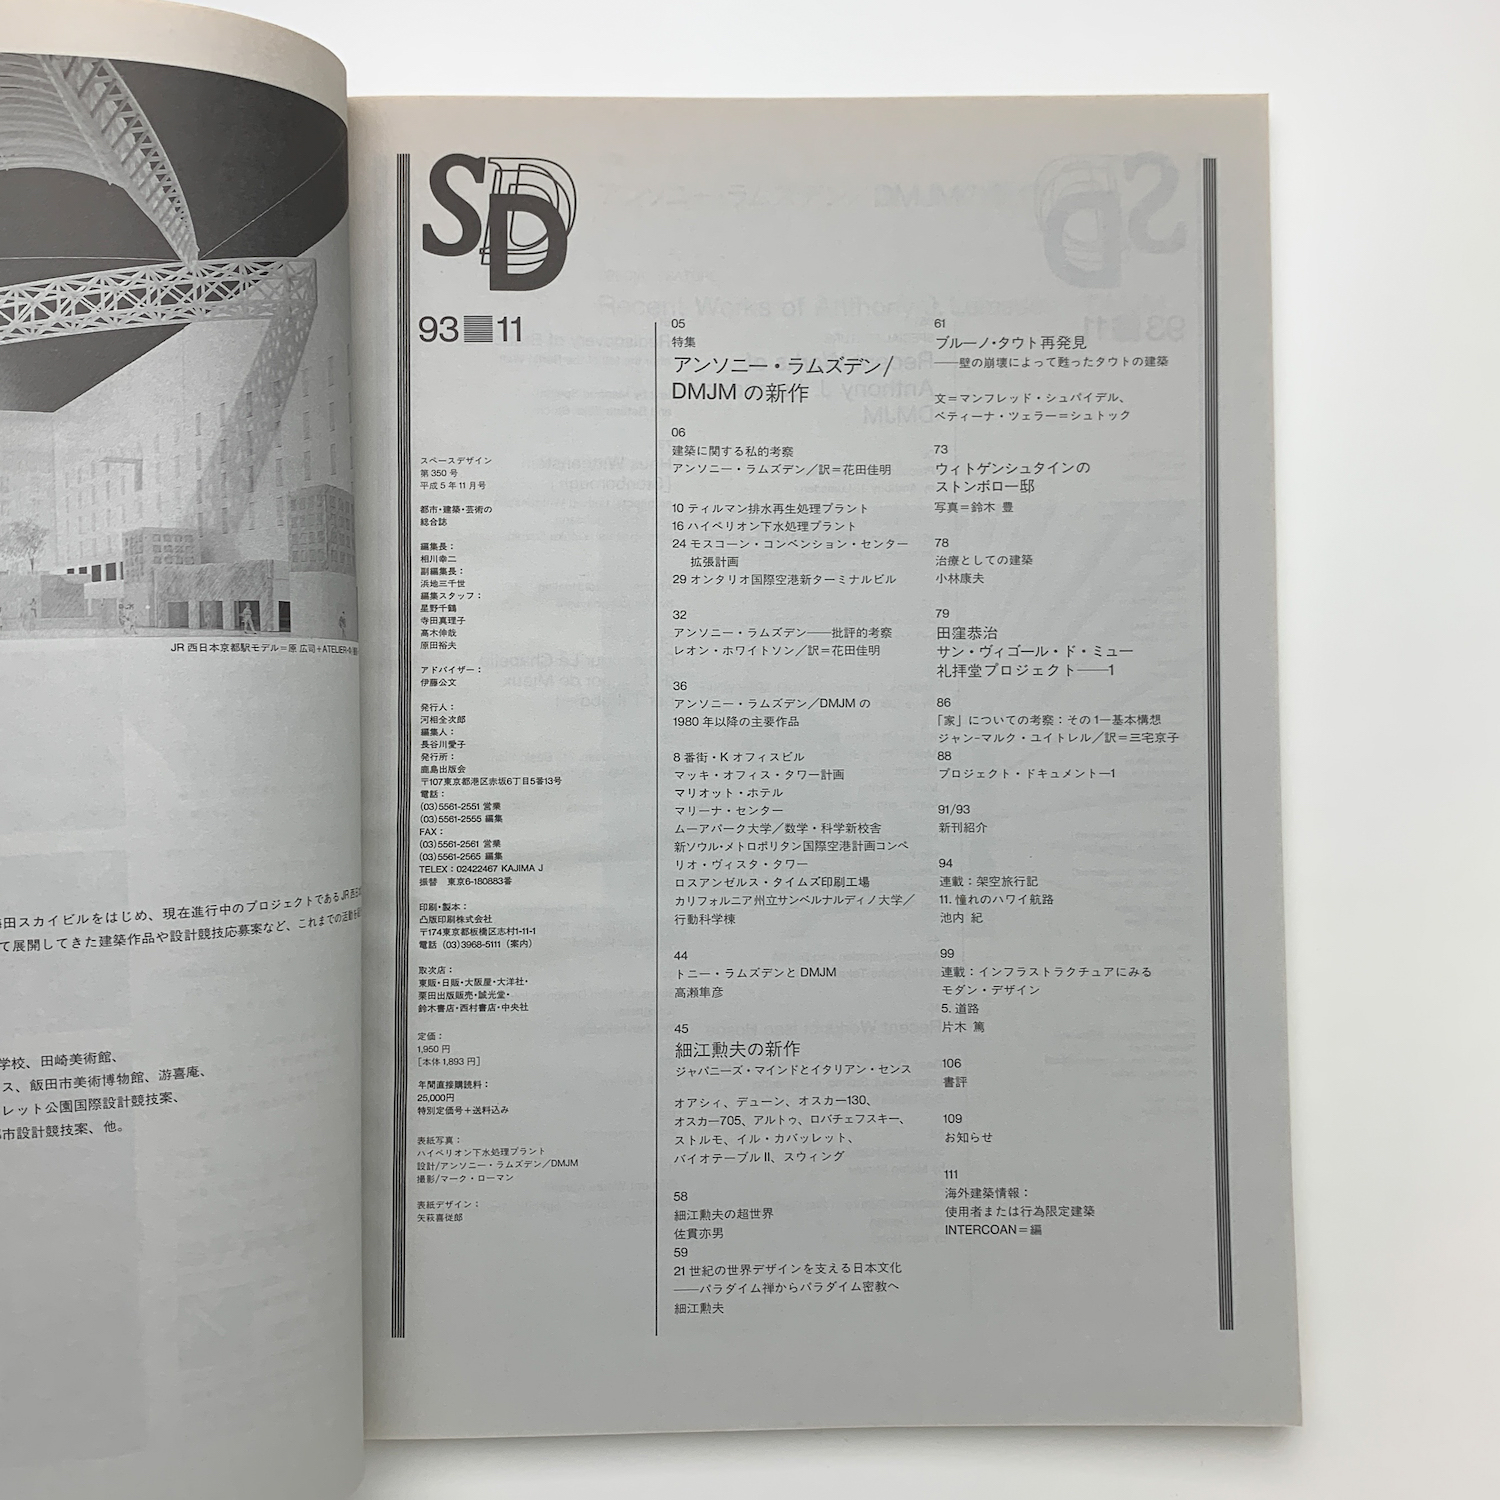 JR 西日本京都駅モデル＝原 広司＋ATELIER・
田スカイビルをはじめ、現在進行中のプロジェクトであるJR西日
て展開してきた建築作品や設計競技応募案など、これまでの活動を
学校、田崎美術館、
ス、飯田市美術博物館、游喜庵、
レット公園国際設計競技案、
市設計競技案、他。
SD
93 11
スペースデザイン
第350号
平成5年11月号
都市・建築・芸術の
総合誌
編集長：
相川幸二
副編集長：
浜地三千世
編集スタッフ：
星野千鶴
寺田真理子
高木伸哉
原田裕夫
アドバイザー：
伊藤公文
発行人：
河相全次郎
編集人：
長谷川愛子
発行所：
鹿島出版会
〒107東京都港区赤坂6丁目5番13号
電話：
(03)5561-2551 営業
(03)5561-2555 編集
FAX：
(03)5561-2561 営業
(03)5561-2565 編集
TELEX：02422467 KAJIMA J
振替　東京6-180883番
印刷・製本：
凸版印刷株式会社
〒174東京都板橋区志村1-11-1
電話 (03)3968-5111（案内）
取次店：
東販・日販・大阪屋・大洋社・
栗田出版販売・誠光堂・
鈴木書店・西村書店・中央社
定価：
1,950 円
［本体1,893 円］
年間直接購読料：
25,000円
特別定価号＋送料込み
表紙写真：
ハイペリオン下水処理プラント
設計/アンソニー・ラムズデン／DMJM
撮影/マーク・ローマン
表紙デザイン：
矢萩喜従郎
05
特集
アンソニー・ラムズデン/
DMJM の新作
06
建築に関する私的考察
アンソニー・ラムズデン／訳＝花田佳明
10 ティルマン排水再生処理プラント
16 ハイペリオン下水処理プラント
24 モスコーン・コンベンション・センター
拡張計画
29 オンタリオ国際空港新ターミナルビル
32
アンソニー・ラムズデン──批評的考察
レオン・ホワイトソン／訳＝花田佳明
36
アンソニー・ラムズデン／DMJM の
1980 年以降の主要作品
8 番街・K オフィスビル
マッキ・オフィス・タワー計画
マリオット・ホテル
マリーナ・センター
ムーアパーク大学／数学・科学新校舎
新ソウル・メトロポリタン国際空港計画コンペ
リオ・ヴィスタ・タワー
ロスアンゼルス・タイムズ印刷工場
カリフォルニア州立サンベルナルディノ大学／
行動科学棟
44
トニー・ラムズデンと DMJM
高瀬隼彦
45
細江勲夫の新作
ジャパニーズ・マインドとイタリアン・センス
オアシィ、デューン、オスカー130、
オスカー705、アルトゥ、ロバチェフスキー、
ストルモ、イル・カバッレット、
バイオテーブル II、スウィング
58
細江勲夫の超世界
佐貫亦男
59
21 世紀の世界デザインを支える日本文化
──パラダイム禅からパラダイム密教へ
細江勲夫
61
ブルーノ・タウト再発見
──壁の崩壊によって甦ったタウトの建築
文＝マンフレッド・シュパイデル、
ベティーナ・ツェラー＝シュトック
73
ウィトゲンシュタインの
ストンボロー邸
写真＝鈴木 豊
78
治療としての建築
小林康夫
79
田窪恭治
サン・ヴィゴール・ド・ミュー
礼拝堂プロジェクト──1
86
「家」についての考察：その1─基本構想
ジャン-マルク・ユイトレル／訳＝三宅京子
88
プロジェクト・ドキュメント─1
91/93
新刊紹介
94
連載：架空旅行記
11. 憧れのハワイ航路
池内 紀
99
連載：インフラストラクチュアにみる
モダン・デザイン
5. 道路
片木 篤
106
書評
109
お知らせ
111
海外建築情報：
使用者または行為限定建築
INTERCOAN＝編